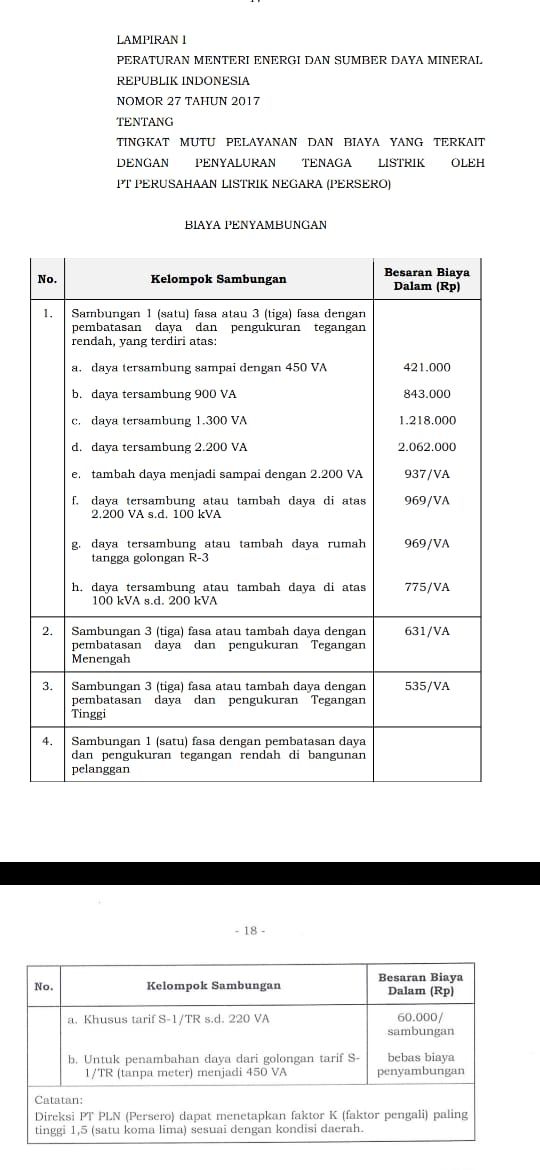 LAMPIRAN I
PERATURAN MENTERI ENERGI DAN SUMBER DAYA MINERAL
REPUBLIK INDONESIA
NOMOR 27 TAHUN 2017
TENTANG
TINGKAT MUTU PELAYANAN DAN BIAYA YANG TERKAIT
DENGAN PENYALURAN TENAGA LISTRIK OLEH
PT PERUSAHAAN LISTRIK NEGARA (PERSERO)
BIAYA PENYAMBUNGAN
No. Kelompok Sambungan Besaran Biaya
Dalam (Rp)
1. Sambungan 1 (satu) fasa atau 3 (tiga) fasa dengan
pembatasan daya dan pengukuran tegangan
rendah, yang terdiri atas:
a. daya tersambung sampai dengan 450 VA 421.000
b. daya tersambung 900 VA 843.000
c. daya tersambung 1.300 VA 1.218.000
d. daya tersambung 2.200 VA 2.062.000
e. tambah daya menjadi sampai dengan 2.200 VA 937/VA
f. daya tersambung atau tambah daya di atas 969/VA
2.200 VA s.d. 100 kVA
g. daya tersambung atau tambah daya rumah 969/VA
tangga golongan R-3
h. daya tersambung atau tambah daya di atas 775/VA
100 kVA s.d. 200 kVA
2. Sambungan 3 (tiga) fasa atau tambah daya dengan 631/VA
pembatasan daya dan pengukuran Tegangan
Menengah
3. Sambungan 3 (tiga) fasa atau tambah daya dengan 535/VA
pembatasan daya dan pengukuran Tegangan
Tinggi
4. Sambungan 1 (satu) fasa dengan pembatasan daya
dan pengukuran tegangan rendah di bangunan
pelanggan
- 18 -
No. Kelompok Sambungan Besaran Biaya
Dalam (Rp)
a. Khusus tarif S-1/TR s.d. 220 VA 60.000/
sambungan
b. Untuk penambahan daya dari golongan tarif S- bebas biaya
1/TR (tanpa meter) menjadi 450 VA penyambungan
Catatan:
Direksi PT PLN (Persero) dapat menetapkan faktor K (faktor pengali) paling
tinggi 1,5 (satu koma lima) sesuai dengan kondisi daerah.